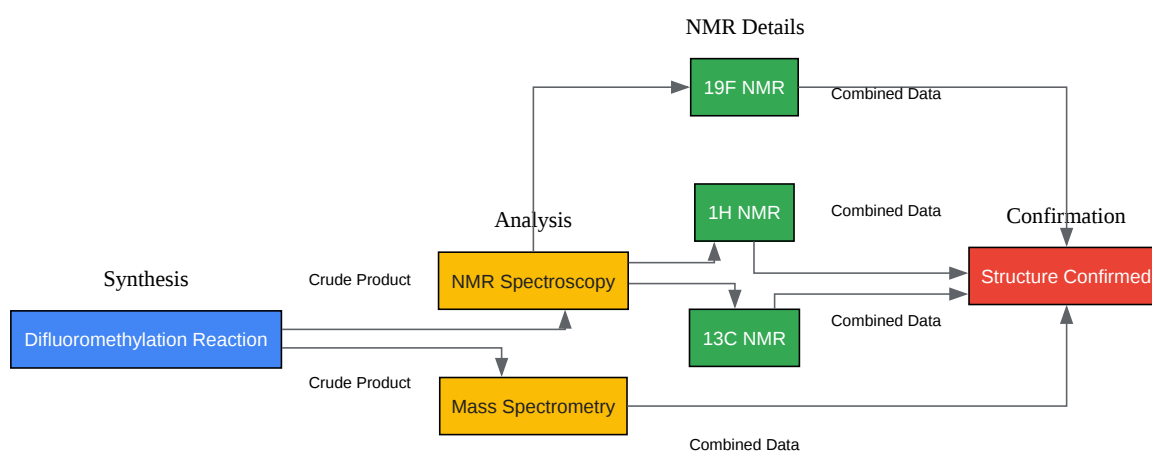 NMR Details
19F NMR
Combined Data
1H NMR
Combined Data
Analysis
Confirmation
Synthesis
Crude Product
NMR Spectroscopy
Structure Confirmed
Difluoromethylation Reaction
13C NMR
Combined Data
Crude Product
Mass Spectrometry
Combined Data